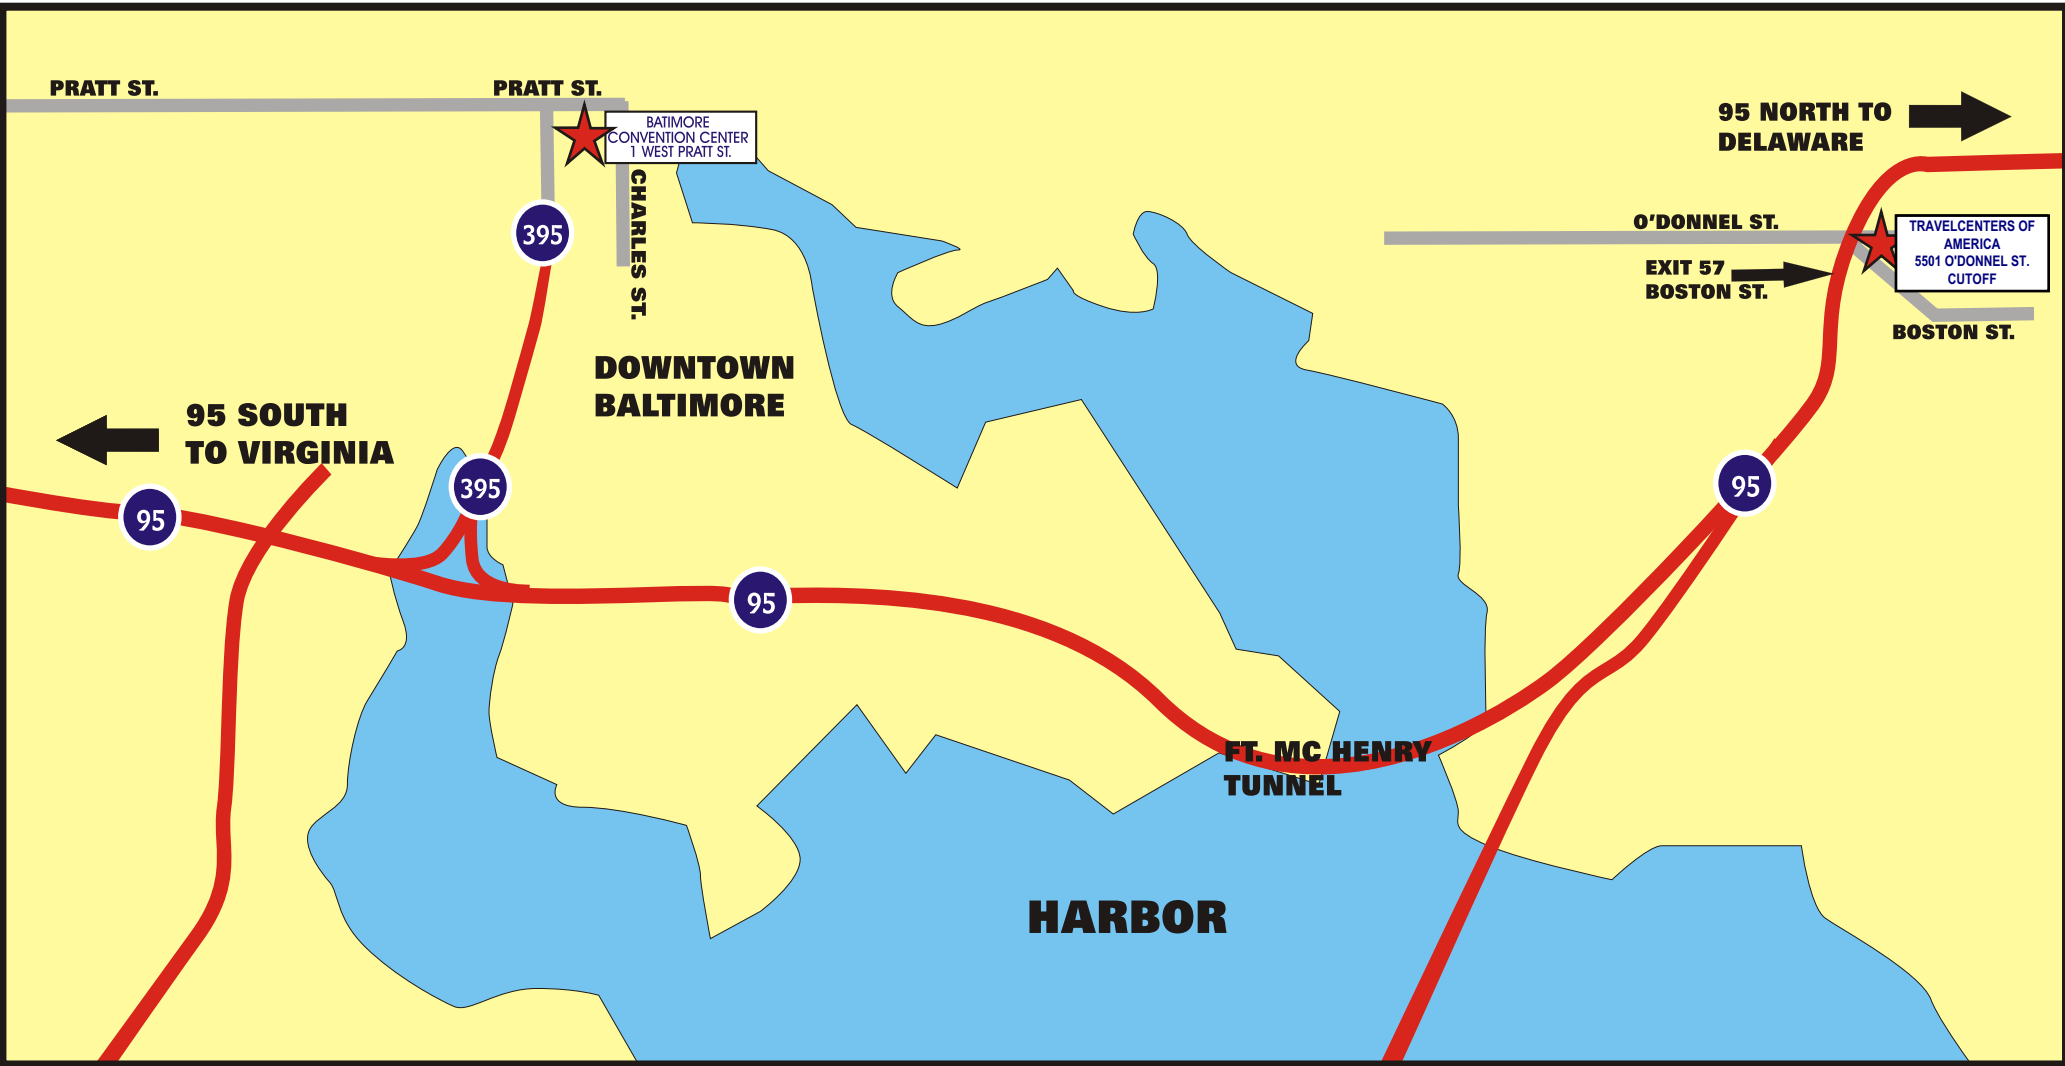 PRATT ST.
PRATT ST.
BATIMORE
CONVENTION CENTER
1 WEST PRATT ST.
CHARLES ST.
395
95 NORTH TO
DELAWARE
O'DONNEL ST.
TRAVELCENTERS OF
AMERICA
5501 O'DONNEL ST.
CUTOFF
EXIT 57
BOSTON ST.
BOSTON ST.
DOWNTOWN
BALTIMORE
95 SOUTH
TO VIRGINIA
395
95
95
95
FT. MC HENRY
TUNNEL
HARBOR